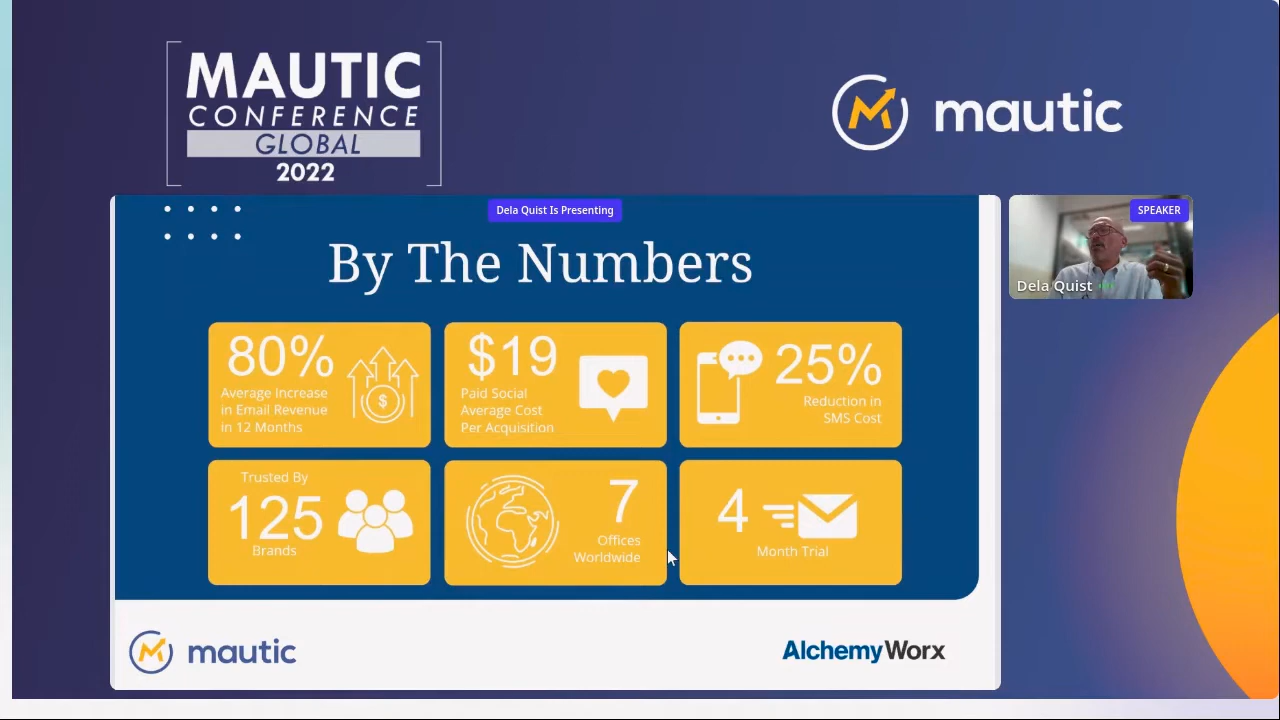 MAUTIC
CONFERENCE
GLOBAL
2022
mautic
Dela Quist Is Presenting
SPEAKER
Dela Quist
By The Numbers
80%
Average Increase
in Email Revenue
in 12 Months
$19
Paid Social
Average Cost
Per Acquisition
25%
Reduction in
SMS Cost
Trusted By
125
Brands
7
Offices
Worldwide
4
Month Trial
mautic
AlchemyWorx